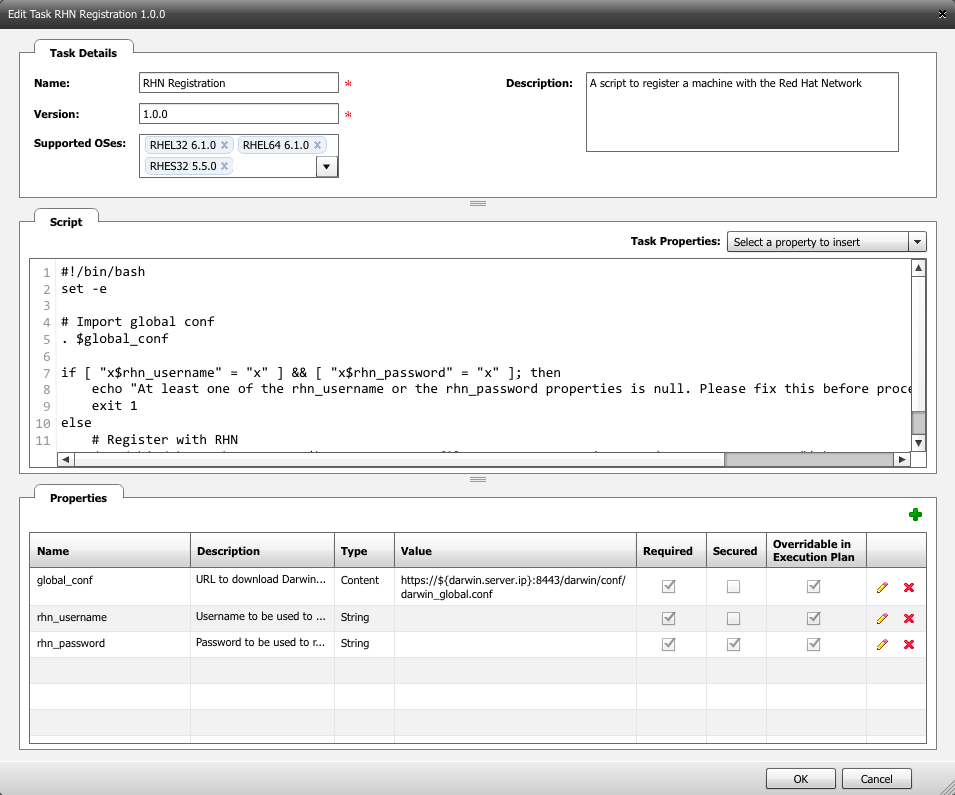 Edit Task RHN Registration 1.0.0
Task Details
Name:
RHN Registration
*
Description:
A script to register a machine with the Red Hat Network
Version:
1.0.0
*
Supported OSes:
RHEL32 6.1.0 x
RHEL64 6.1.0 x
RHES32 5.5.0 x
Script
Task Properties:
Select a property to insert
1 #!/bin/bash
2 set -e
3
4 # Import global conf
5 . $global_conf
6
7 if [ "x$rhn_username" = "x" ] && [ "x$rhn_password" = "x" ]; then
8 echo "At least one of the rhn_username or the rhn_password properties is null. Please fix this before proce
9 exit 1
10 else
11 # Register with RHN
Properties
Name
Description
Type
Value
Required
Secured
Overridable in
Execution Plan
global_conf
URL to download Darwin...
Content
https://${darwin.server.ip}:8443/darwin/conf/
darwin_global.conf
rhn_username
Username to be used to ...
String
rhn_password
Password to be used to r...
String
OK
Cancel